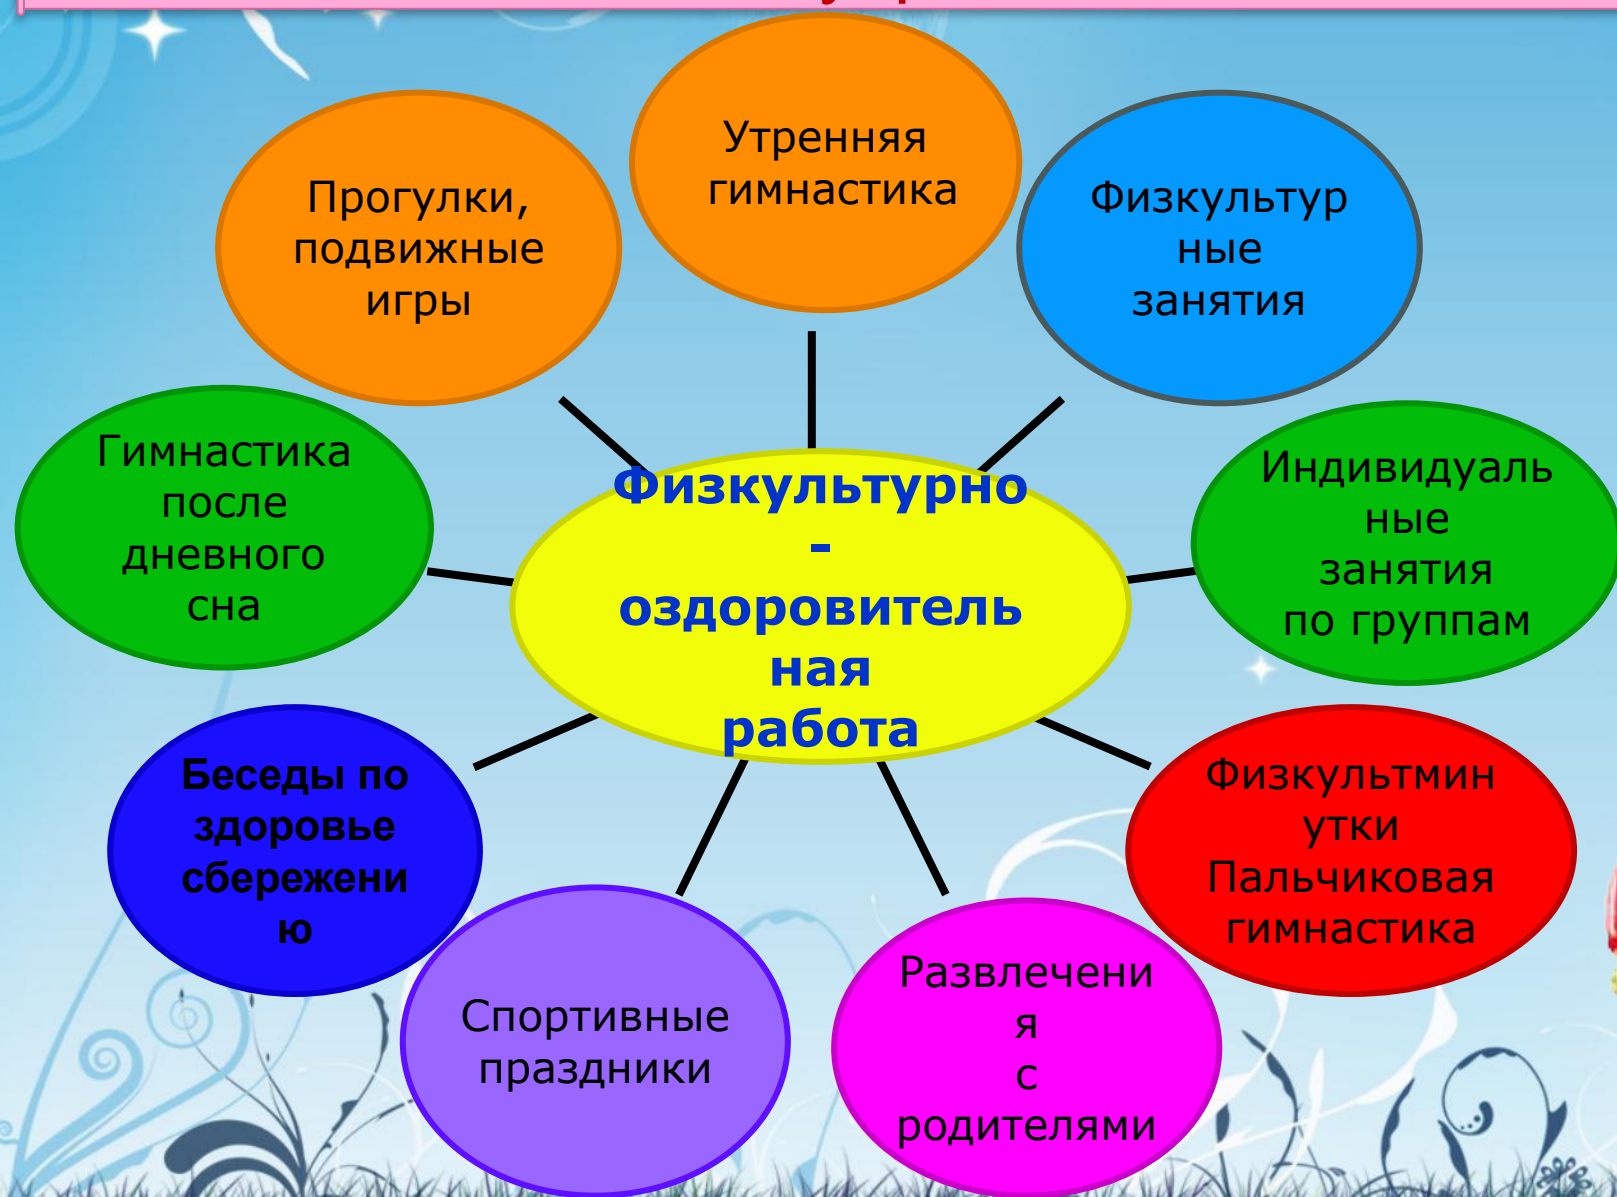 Утренняя
гимнастика
Прогулки,
подвижные
игры
Физкультур
ные
занятия
Гимнастика
после
дневного
сна
Физкультурно
-
оздоровитель
ная
работа
Индивидуаль
ные
занятия
по группам
Беседы по
здоровье
сбережени
ю
Физкультмин
утки
Пальчиковая
гимнастика
Спортивные
праздники
Развлечени
я
с
родителями